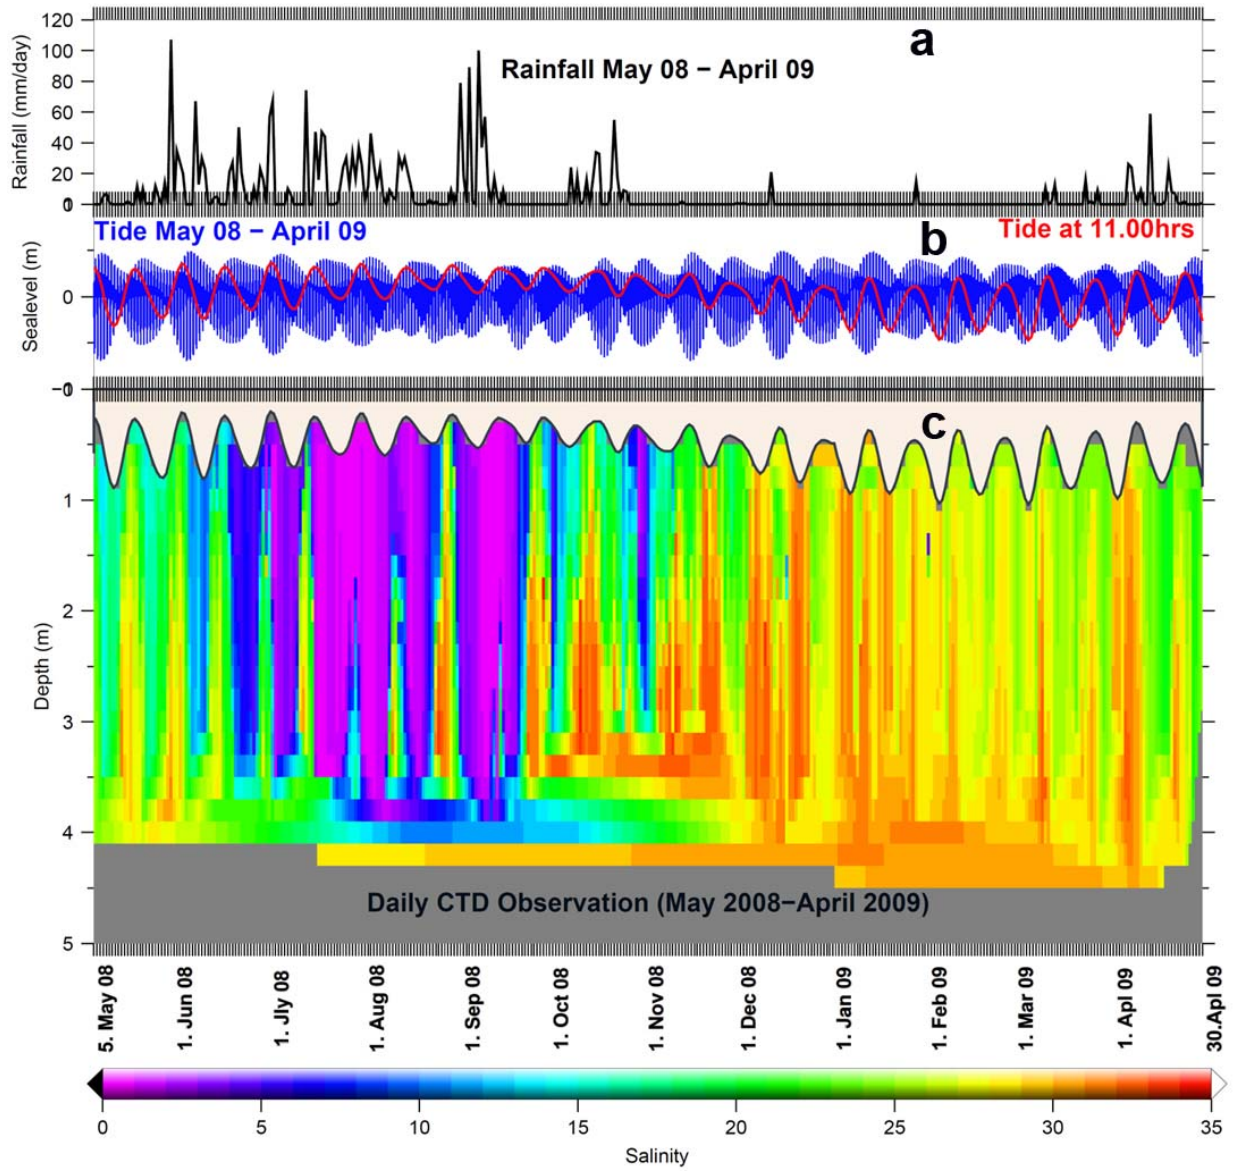 120
a
100
Rainfall May 08 − April 09
80
60
40
20
0
Rainfall (mm/day)
Tide May 08 − April 09
b
Tide at 11.00hrs
0
Sealevel (m)
c
1
2
3
4
5
Depth (m)
Daily CTD Observation (May 2008−April 2009)
5. May 08
1. Jun 08
1. Jly 08
1. Aug 08
1. Sep 08
1. Oct 08
1. Nov 08
1. Dec 08
1. Jan 09
1. Feb 09
1. Mar 09
1. Apl 09
30.Apl 09
0 5 10 15 20 25 30 35
Salinity